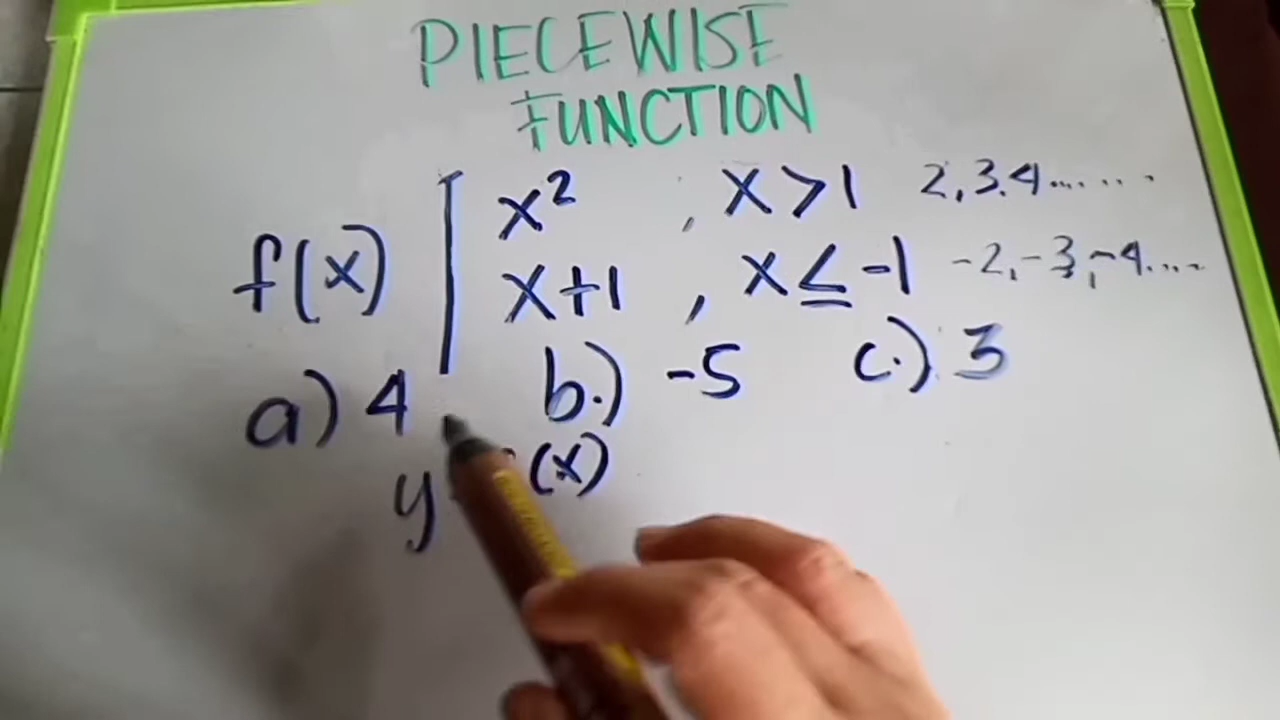 PIECEWISE
FUNCTION
f(x) x² , x>1 2,3.4......
x+1 , x≤-1 -2,-3,-4....
a) 4 b.) -5 c.) 3
y (x)